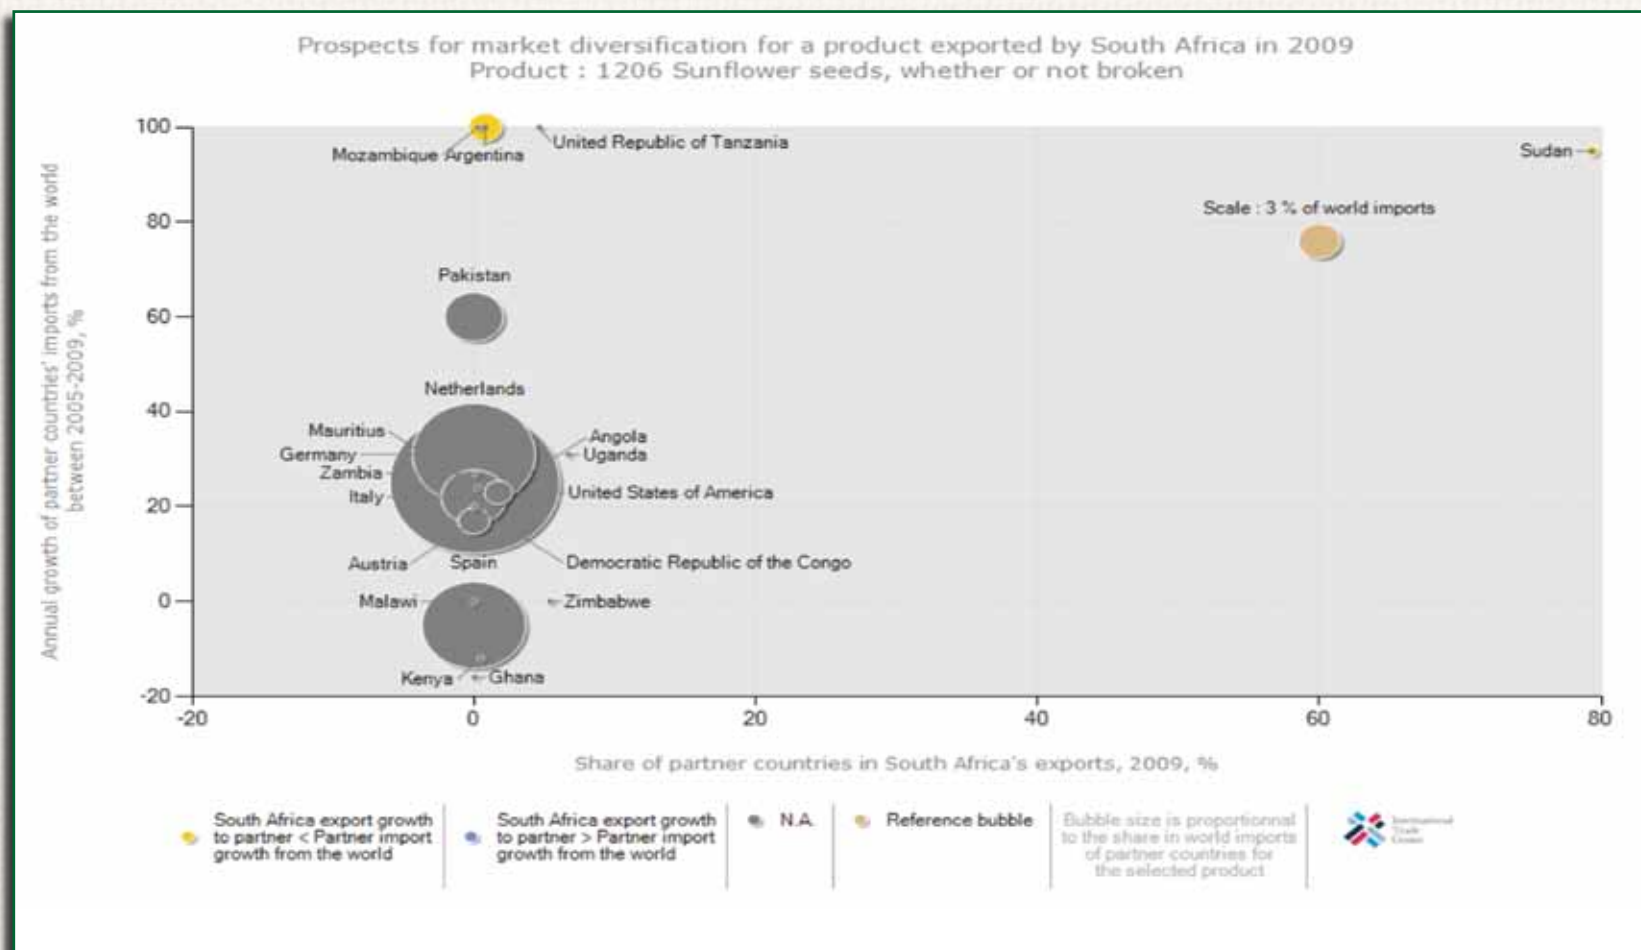 Prospects for market diversification for a product exported by South Africa in 2009
Product : 1206 Sunflower seeds, whether or not broken
Annual growth of partner countries' imports from the world
between 2005-2009, %
100
80
60
40
20
0
-20
Mozambique
Argentina
United Republic of Tanzania
Sudan
Scale : 3 % of world imports
Pakistan
Netherlands
Mauritius
Germany
Zambia
Italy
Angola
Uganda
United States of America
Austria
Spain
Democratic Republic of the Congo
Malawi
Zimbabwe
Kenya
Ghana
-20
0
20
40
60
80
Share of partner countries in South Africa's exports, 2009, %
South Africa export growth
to partner < Partner import
growth from the world
South Africa export growth
to partner > Partner import
growth from the world
N.A.
Reference bubble
Bubble size is proportionnal
to the share in world imports
of partner countries for
the selected product
International
Trade
Centre